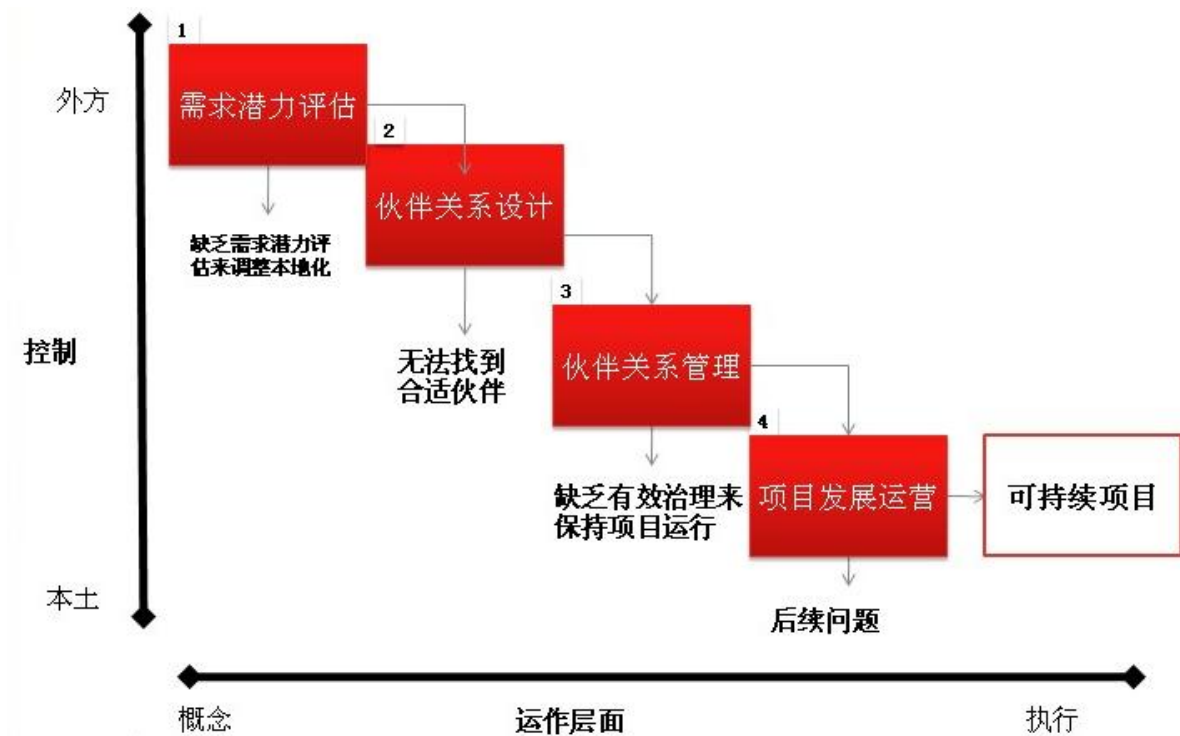 1
外方
需求潜力评估
2
缺乏需求潜力评
估来调整本地化
伙伴关系设计
3
控制
无法找到
合适伙伴
伙伴关系管理
4
缺乏有效治理来
保持项目运行
项目发展运营
可持续项目
本土
后续问题
概念
运作层面
执行